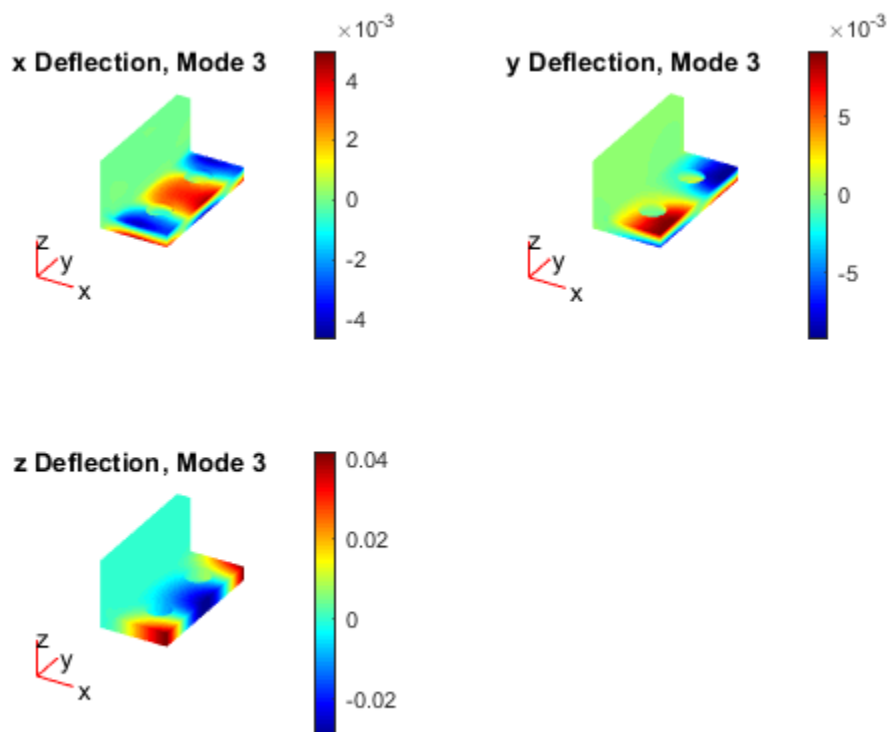 ×10⁻³
x Deflection, Mode 3
4
2
0
-2
-4
z
y
x
×10⁻³
y Deflection, Mode 3
5
0
-5
z
y
x
z Deflection, Mode 3
0.04
0.02
0
-0.02
z
y
x